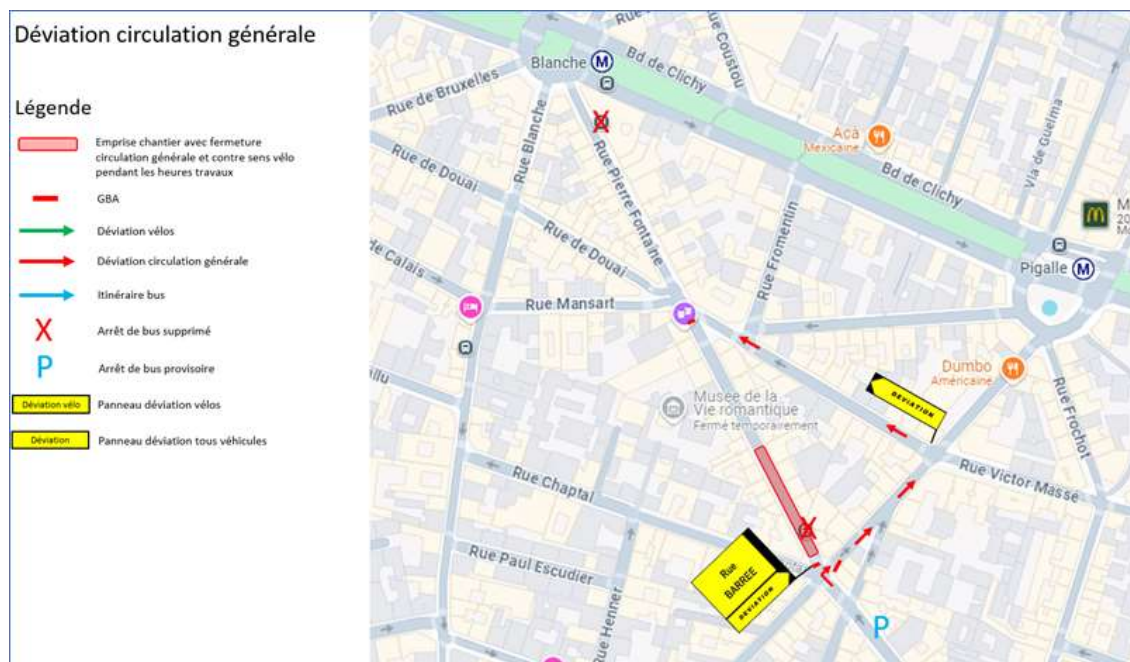 Déviation circulation générale
Légende
Emprise chantier avec fermeture
circulation générale et contre sens vélo
pendant les heures travaux
GBA
Déviation vélos
Déviation circulation générale
Itinéraire bus
X
Arrêt de bus supprimé
P
Arrêt de bus provisoire
Déviation vélo
Panneau déviation vélos
Déviation
Panneau déviation tous véhicules
Blanche
M
Rue de Bruxelles
Bd de Clichy
Rue Coustou
X
Acá
Mexicaine
Bd de Clichy
Vla de Guelma
M
Rue Blanche
Rue de Douai
Rue Pierre Fontaine
Rue de Douai
Rue Fromentin
Pigalle
M
de Calais
Rue Mansart
Dumbo
Américaine
DEVIATION
Musée de la
Vie romantique
Fermé temporairement
Rue Frochot
Rue Victor Massé
Rue Chaptal
X
Rue Paul Escudier
Rue
BARREE
DEVIATION
Rue Henner
P